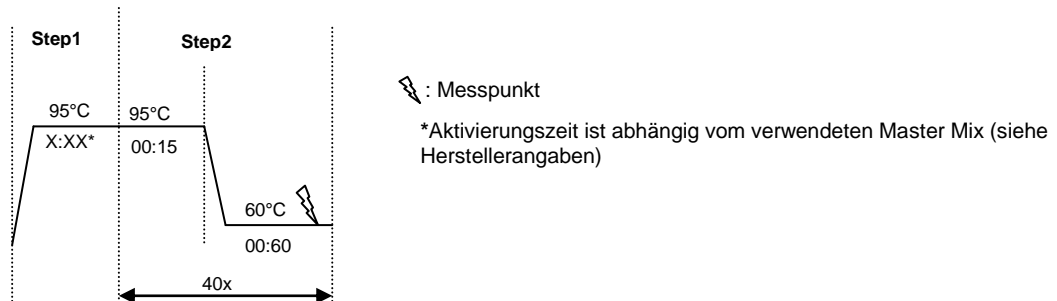 Step1
Step2
95°C
X:XX*
95°C
00:15
60°C
00:60
40x
: Messpunkt
*Aktivierungszeit ist abhängig vom verwendeten Master Mix (siehe
Herstellerangaben)